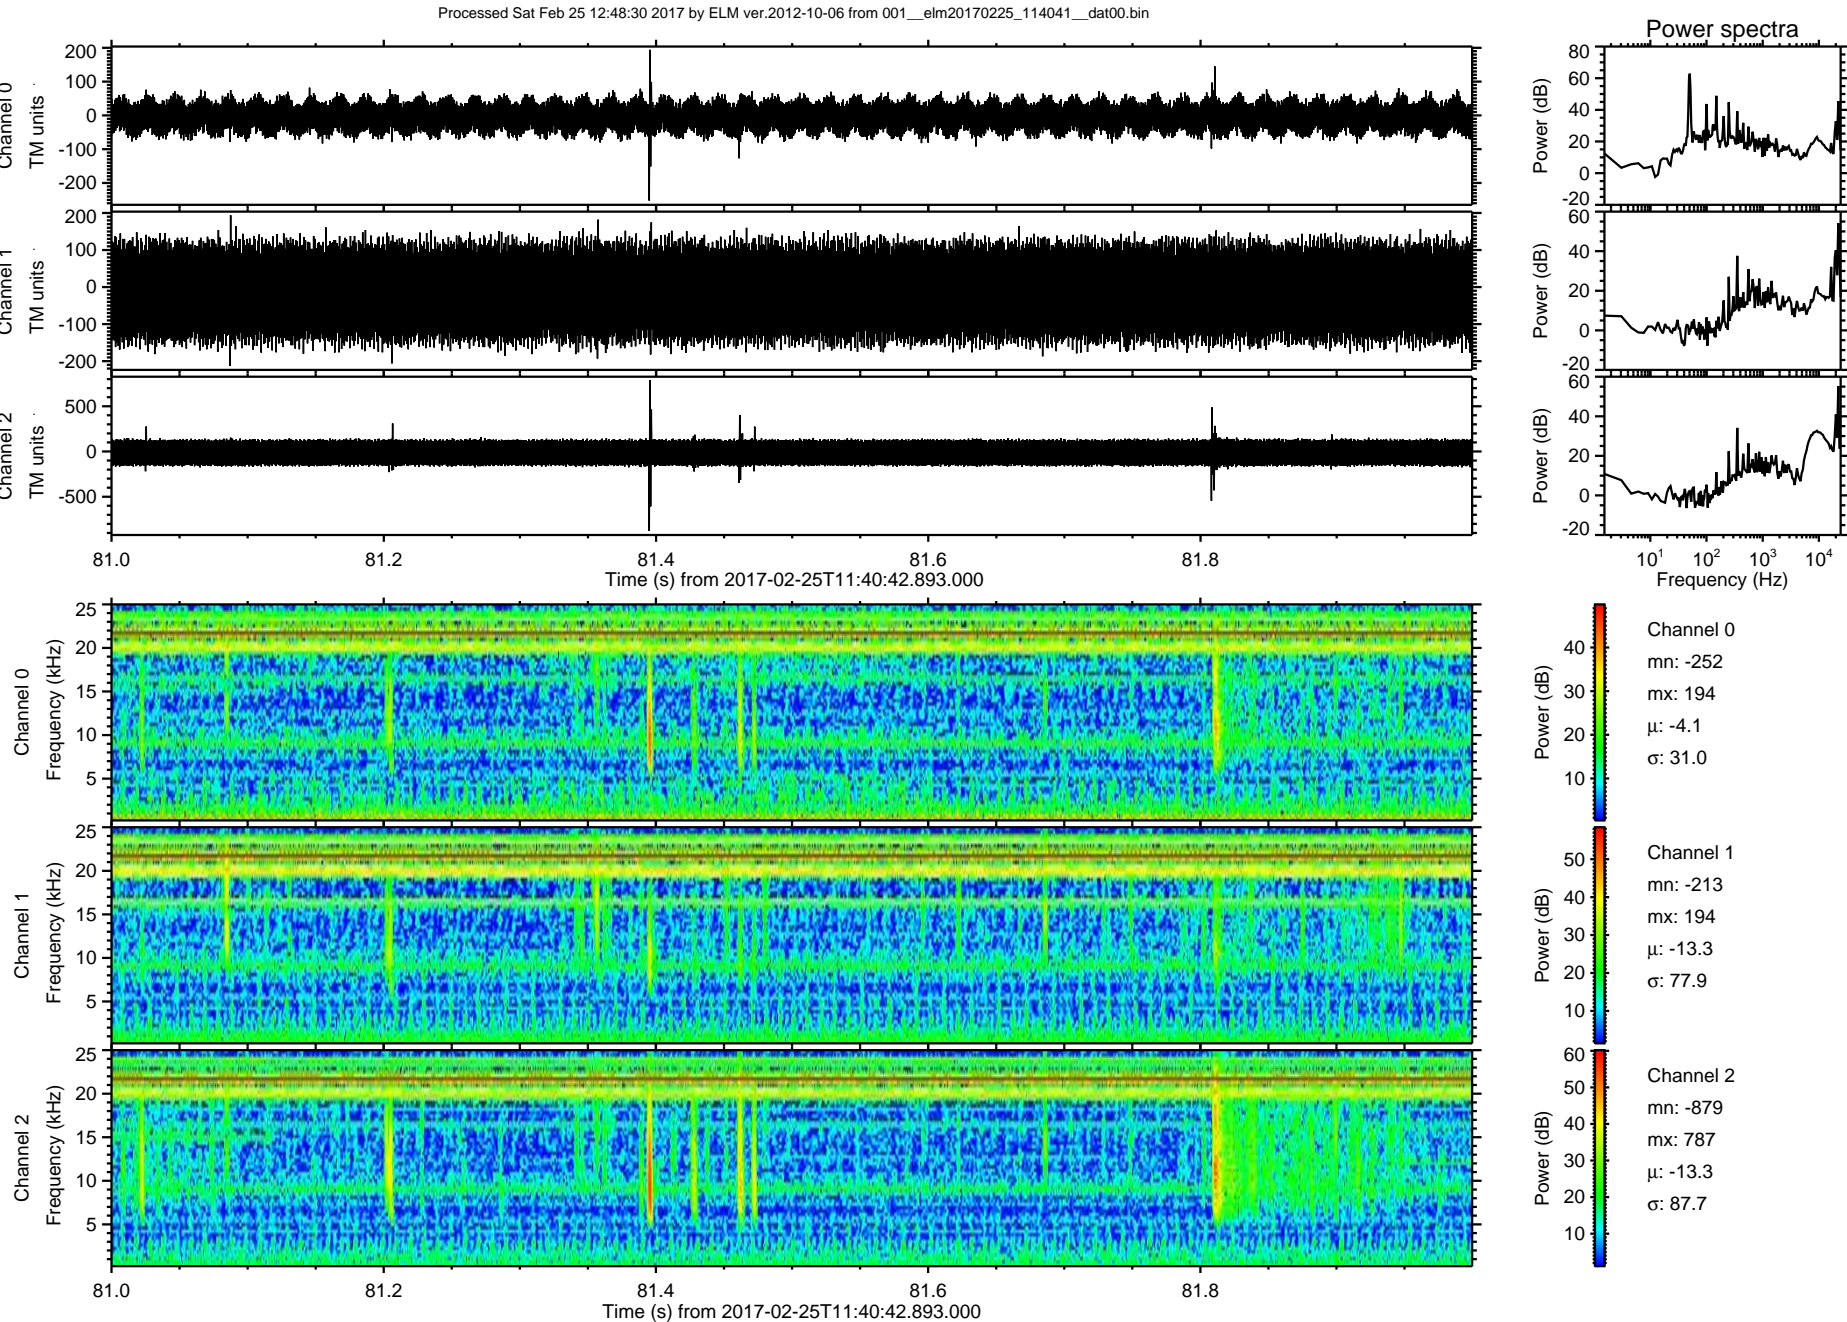 Processed Sat Feb 25 12:48:30 2017 by ELM ver.2012-10-06 from 001__elm20170225_114041__dat00.bin
Power spectra
Channel 0
TM units
200
100
0
-100
-200
Power (dB)
80
60
40
20
0
-20
Channel 1
TM units
200
100
0
-100
-200
Power (dB)
60
40
20
0
-20
Channel 2
TM units
500
0
-500
Power (dB)
60
40
20
0
-20
81.0 81.2 81.4 81.6 81.8
Time (s) from 2017-02-25T11:40:42.893.000
10^1 10^2 10^3 10^4
Frequency (Hz)
Channel 0
Frequency (kHz)
25
20
15
10
5
Power (dB)
40
30
20
10
Channel 0
mn: -252
mx: 194
μ: -4.1
σ: 31.0
Channel 1
Frequency (kHz)
25
20
15
10
5
Power (dB)
50
40
30
20
10
Channel 1
mn: -213
mx: 194
μ: -13.3
σ: 77.9
Channel 2
Frequency (kHz)
25
20
15
10
5
Power (dB)
60
50
40
30
20
10
Channel 2
mn: -879
mx: 787
μ: -13.3
σ: 87.7
81.0 81.2 81.4 81.6 81.8
Time (s) from 2017-02-25T11:40:42.893.000